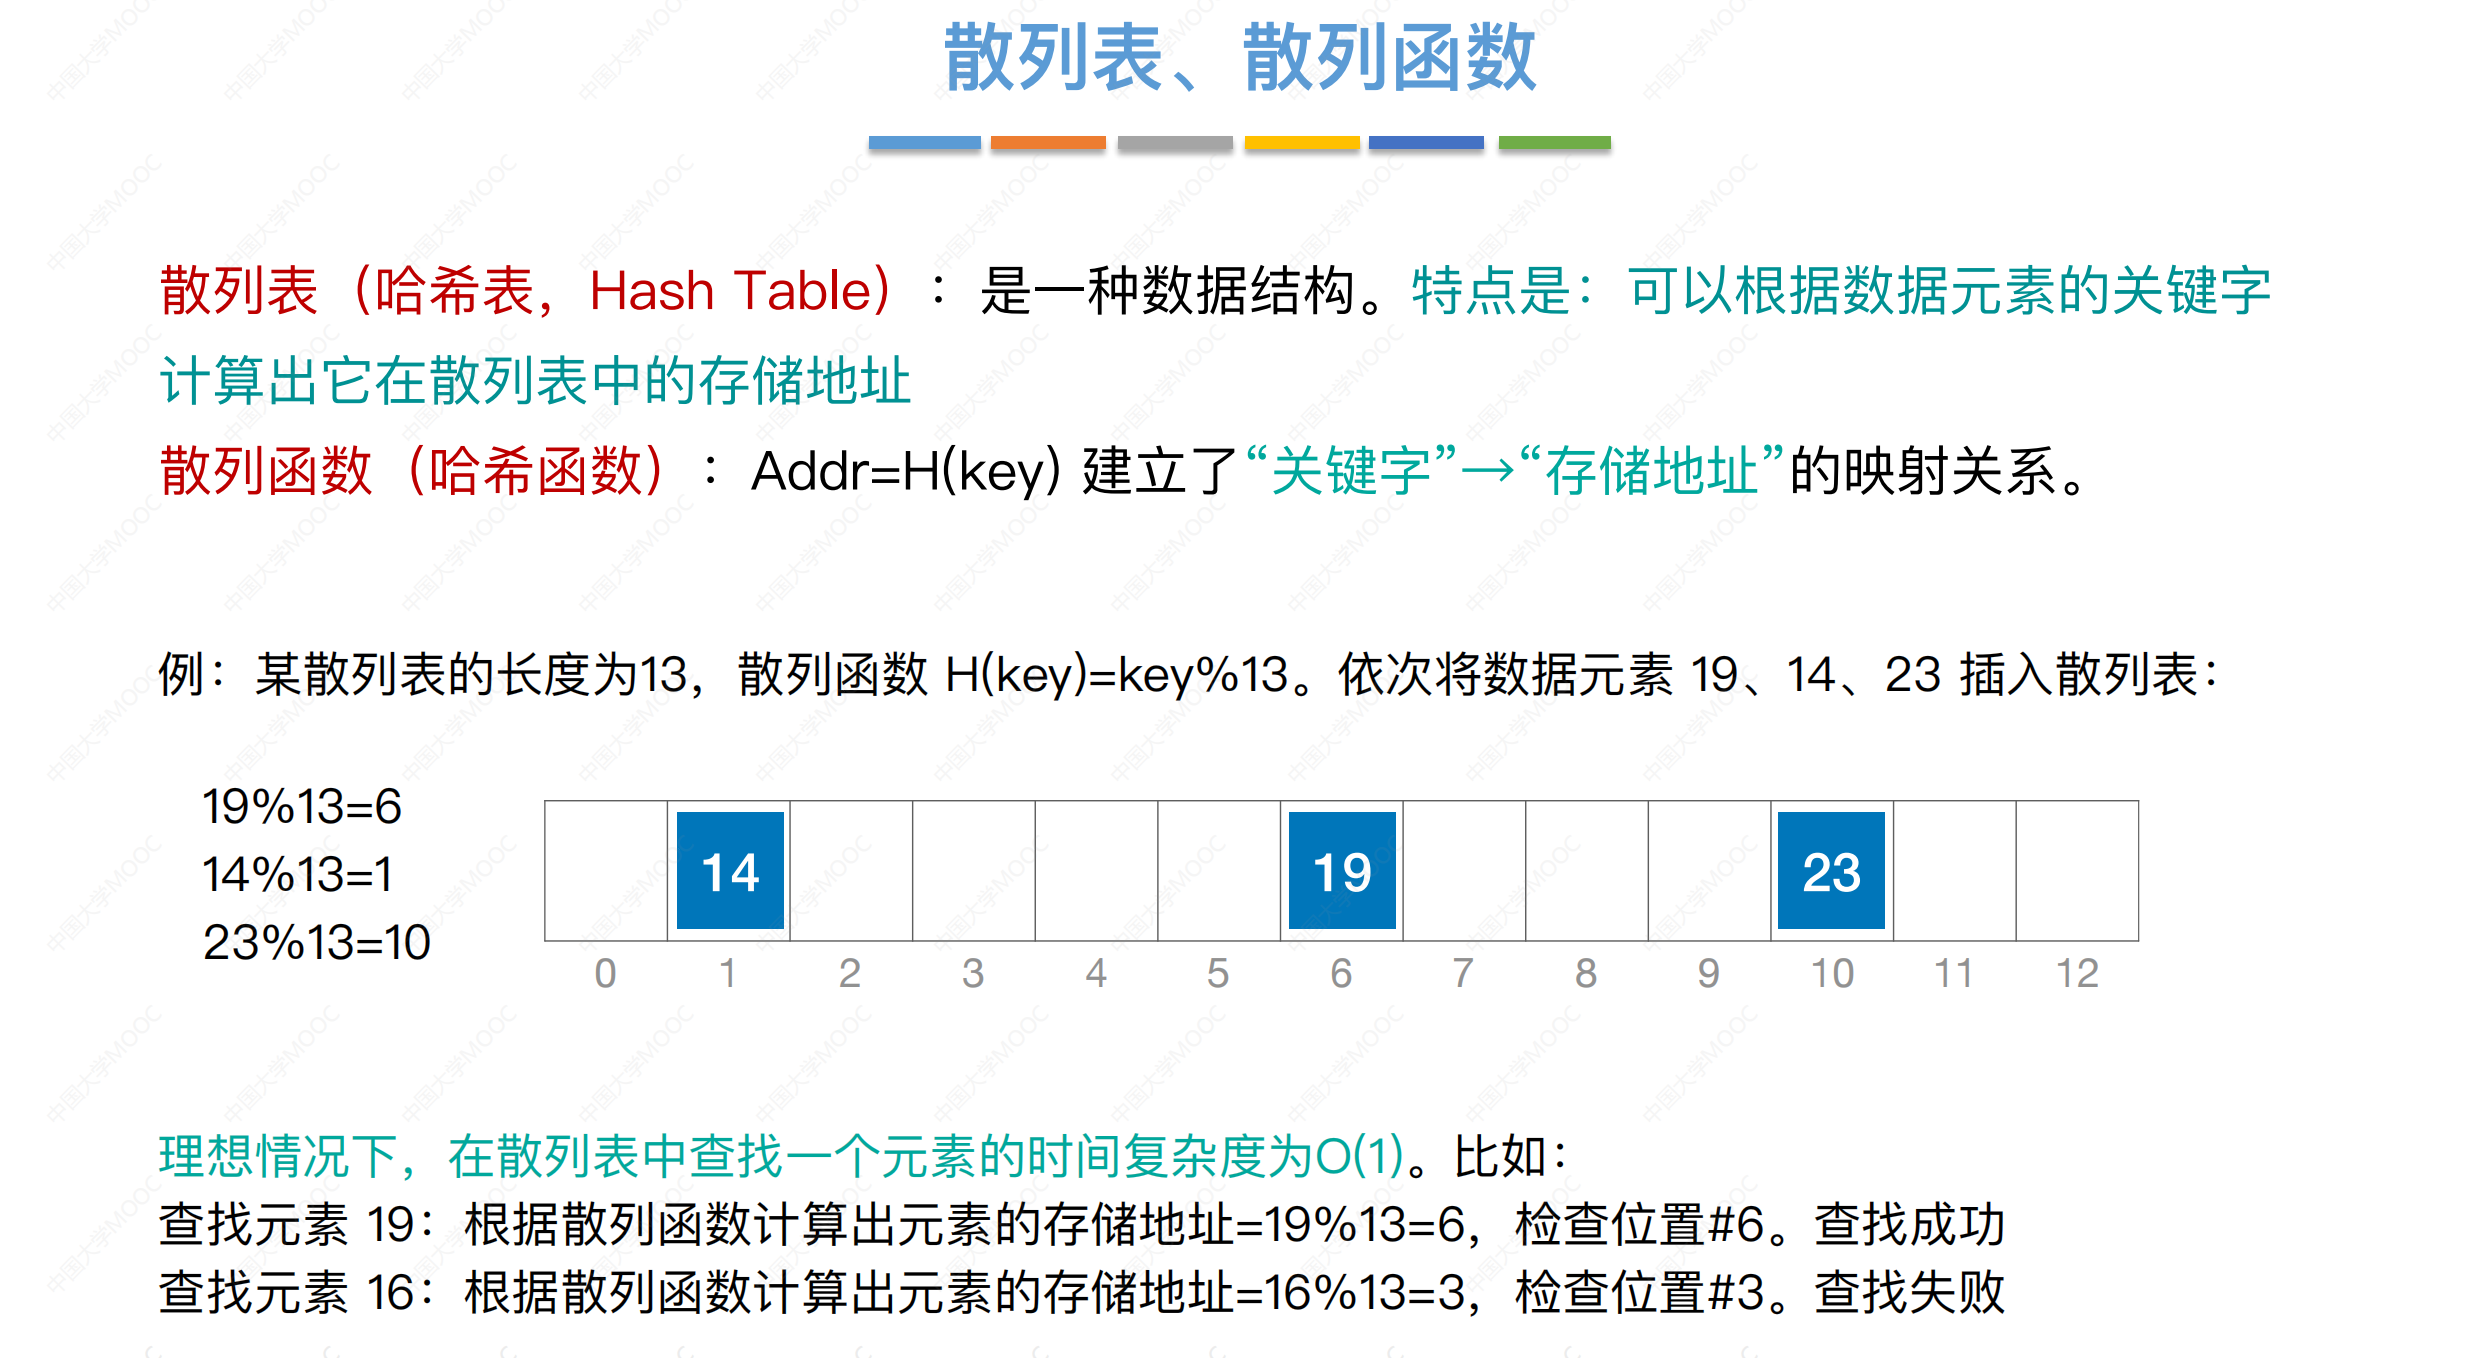 散列表、散列函数
散列表（哈希表，Hash Table）：是一种数据结构。特点是：可以根据数据元素的关键字
计算出它在散列表中的存储地址
散列函数（哈希函数）：Addr=H(key) 建立了“关键字”→“存储地址”的映射关系。
例：某散列表的长度为13，散列函数 H(key)=key%13。依次将数据元素 19、14、23 插入散列表：
19%13=6
14%13=1
23%13=10
14 19 23
0 1 2 3 4 5 6 7 8 9 10 11 12
理想情况下，在散列表中查找一个元素的时间复杂度为O(1)。比如：
查找元素 19：根据散列函数计算出元素的存储地址=19%13=6，检查位置#6。查找成功
查找元素 16：根据散列函数计算出元素的存储地址=16%13=3，检查位置#3。查找失败
中国大学MOOC